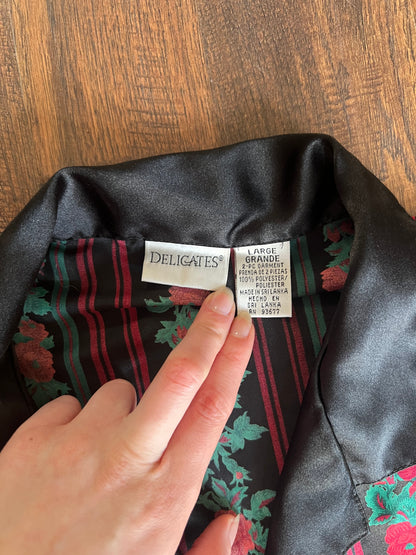 DELICATES®
LARGE
GRANDE
2-PC GARMENT
PRENDA DE 2 PIEZAS
100% POLYESTER/
POLIESTER
MADE IN SRI LANKA
HECHO EN
SRI LANKA
RN 93677